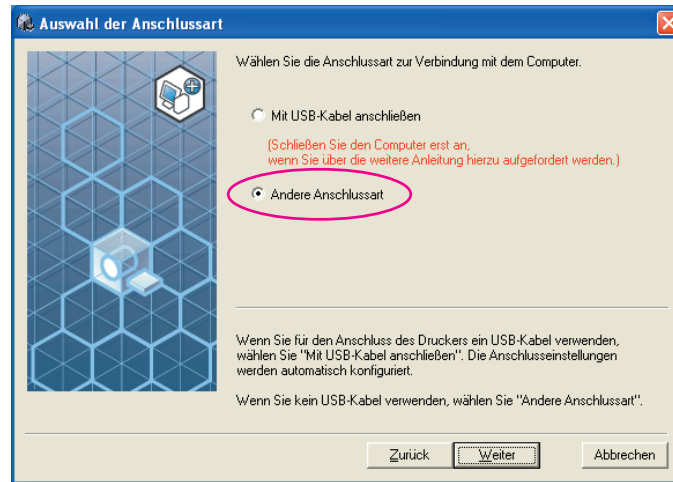 Auswahl der Anschlussart
Wählen Sie die Anschlussart zur Verbindung mit dem Computer.
Mit USB-Kabel anschließen
(Schließen Sie den Computer erst an,
wenn Sie über die weitere Anleitung hierzu aufgefordert werden.)
Andere Anschlussart
Wenn Sie für den Anschluss des Druckers ein USB-Kabel verwenden,
wählen Sie "Mit USB-Kabel anschließen". Die Anschlusseinstellungen
werden automatisch konfiguriert.
Wenn Sie kein USB-Kabel verwenden, wählen Sie "Andere Anschlussart".
Zurück Weiter Abbrechen